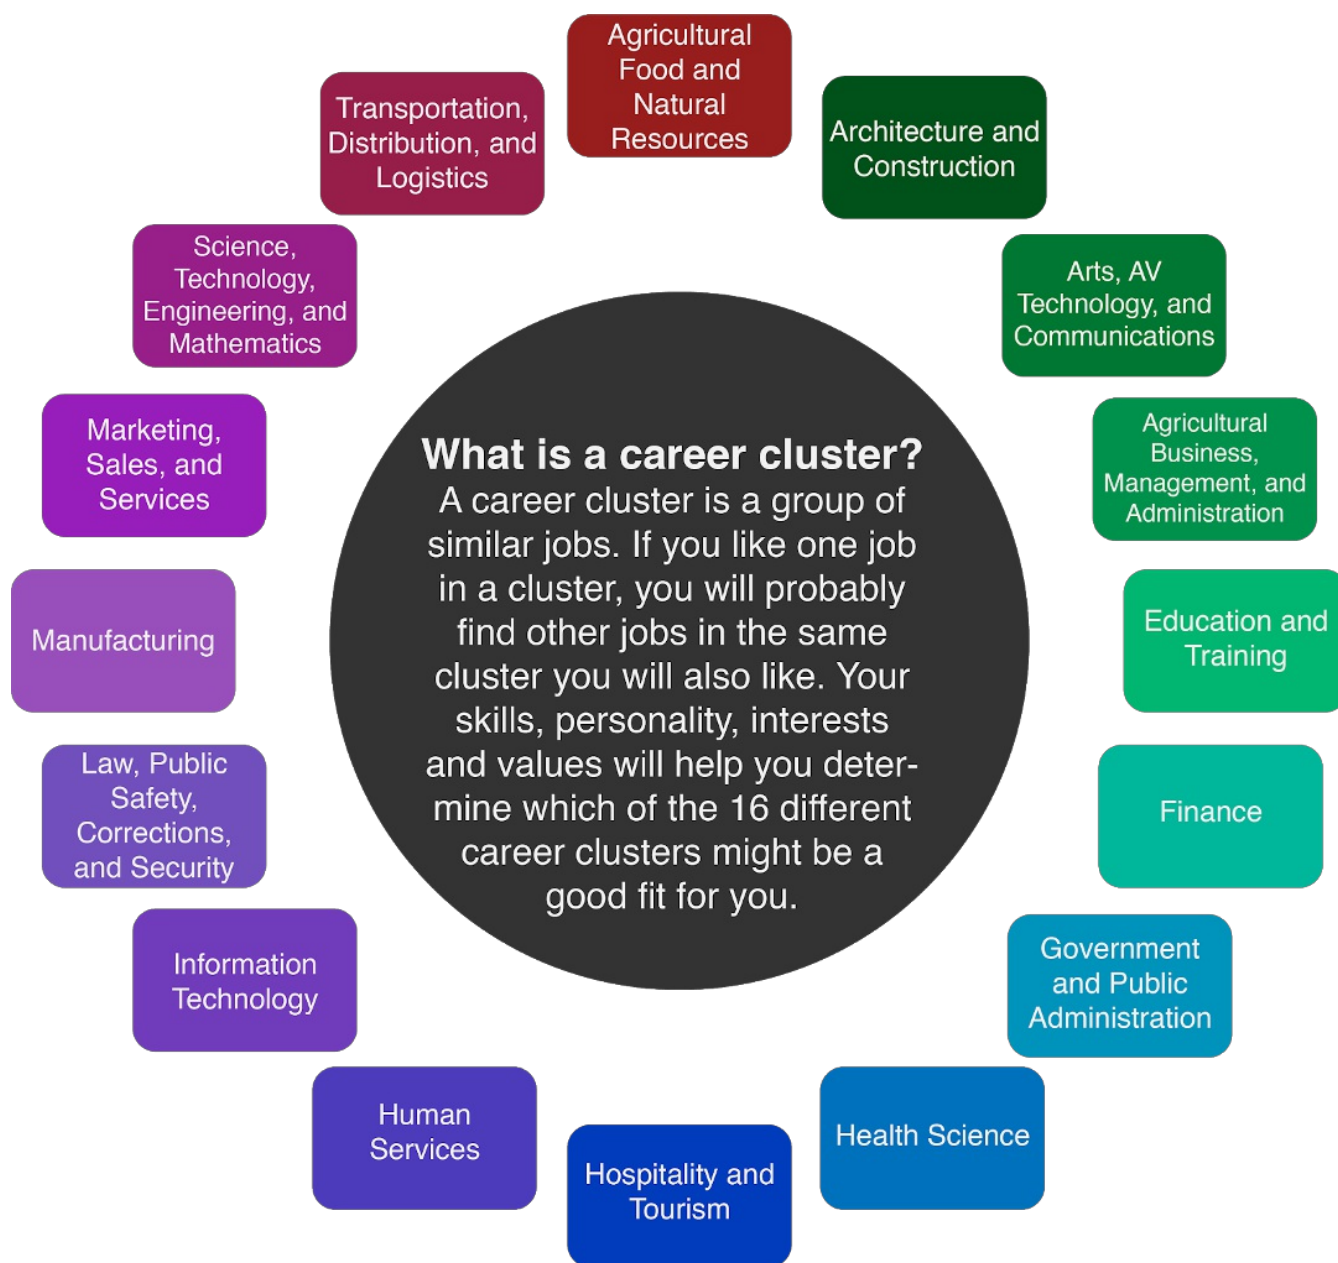 Agricultural
Food and
Natural
Resources
Architecture and
Construction
Arts, AV
Technology, and
Communications
Agricultural
Business,
Management, and
Administration
Education and
Training
Finance
Government
and Public
Administration
Health Science
Hospitality and
Tourism
Human
Services
Information
Technology
Law, Public
Safety,
Corrections,
and Security
Manufacturing
Marketing,
Sales, and
Services
Science,
Technology,
Engineering, and
Mathematics
Transportation,
Distribution, and
Logistics
What is a career cluster?
A career cluster is a group of
similar jobs. If you like one job
in a cluster, you will probably
find other jobs in the same
cluster you will also like. Your
skills, personality, interests
and values will help you deter-
mine which of the 16 different
career clusters might be a
good fit for you.